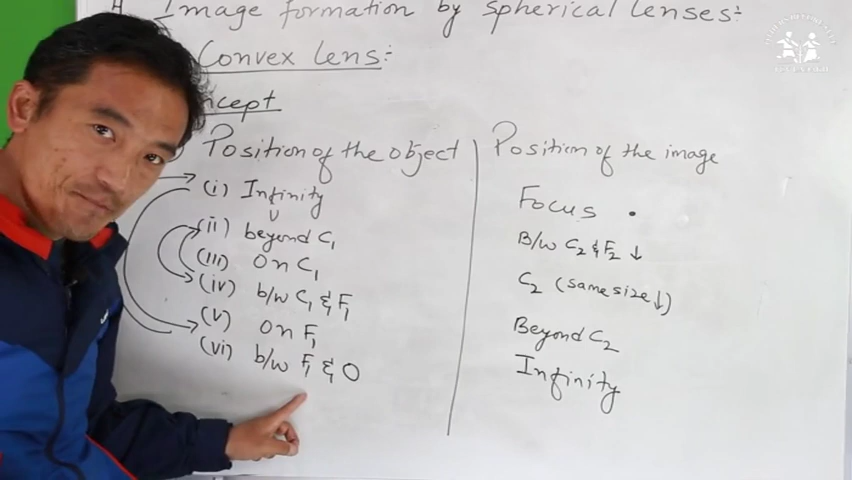 Image formation by spherical lenses:
Convex Lens:
ncept
Position of the object
(i) Infinity
(ii) beyond C₁
(iii) on C₁
(iv) b/w C₁ & F₁
(v) on F₁
(vi) b/w F₁ & O
Position of the image
Focus .
B/w C₂ & F₂ ↓
C₂ (same size ↓)
Beyond C₂
Infinity